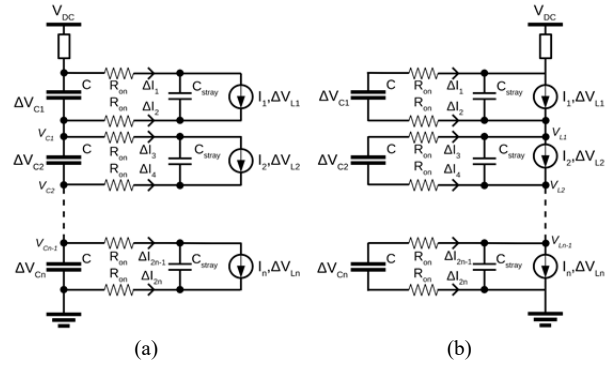 V_DC
C
ΔV_C1
R_on
ΔI_1
R_on
ΔI_2
C_stray
I_1,ΔV_L1
V_C1
C
ΔV_C2
R_on
ΔI_3
R_on
ΔI_4
C_stray
I_2,ΔV_L2
V_C2
V_Cn-1
C
ΔV_Cn
R_on
ΔI_2n-1
R_on
ΔI_2n
C_stray
I_n,ΔV_Ln
(a)
V_DC
C
ΔV_C1
R_on
ΔI_1
R_on
ΔI_2
C_stray
I_1,ΔV_L1
V_L1
C
ΔV_C2
R_on
ΔI_3
R_on
ΔI_4
C_stray
I_2,ΔV_L2
V_L2
V_Ln-1
C
ΔV_Cn
R_on
ΔI_2n-1
R_on
ΔI_2n
C_stray
I_n,ΔV_Ln
(b)